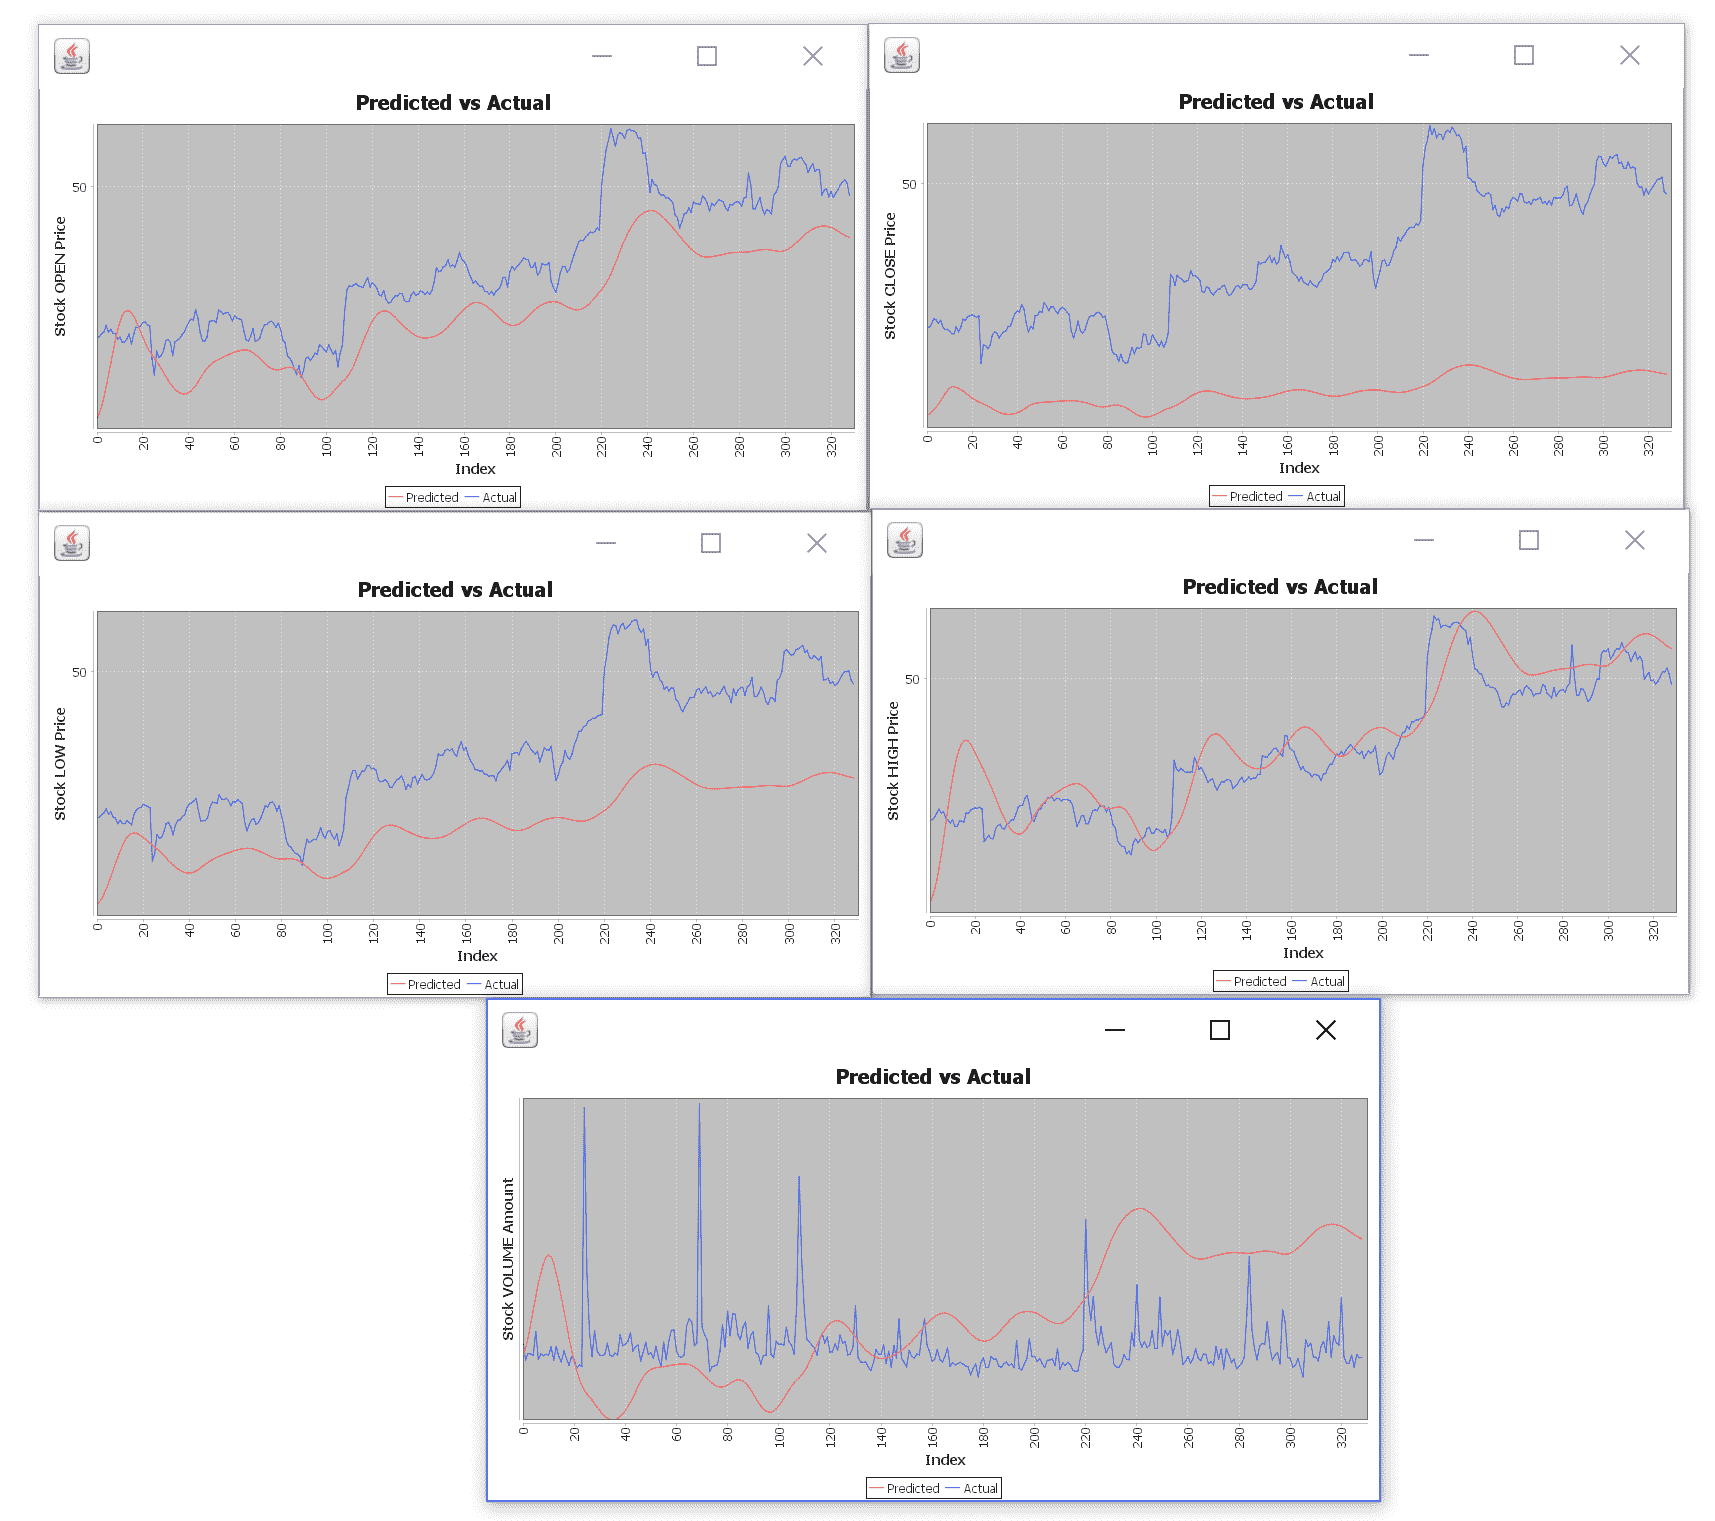 Predicted vs Actual
Stock OPEN Price
50
0 20 40 60 80 100 120 140 160 180 200 220 240 260 280 300 320
Index
Predicted Actual
Predicted vs Actual
Stock CLOSE Price
50
0 20 40 60 80 100 120 140 160 180 200 220 240 260 280 300 320
Index
Predicted Actual
Predicted vs Actual
Stock LOW Price
50
0 20 40 60 80 100 120 140 160 180 200 220 240 260 280 300 320
Index
Predicted Actual
Predicted vs Actual
Stock HIGH Price
50
0 20 40 60 80 100 120 140 160 180 200 220 240 260 280 300 320
Index
Predicted Actual
Predicted vs Actual
Stock VOLUME Amount
0 20 40 60 80 100 120 140 160 180 200 220 240 260 280 300 320
Index
Predicted Actual